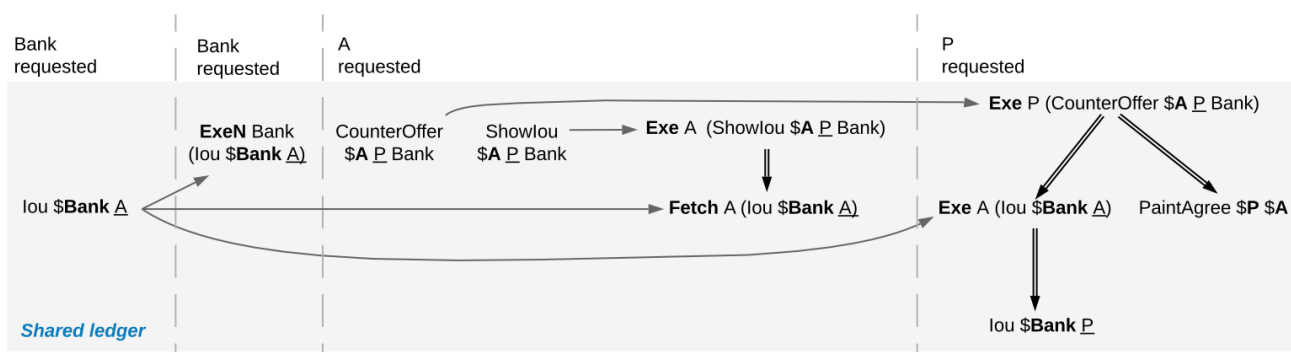 Bank
requested
Bank
requested
A
requested
P
requested
Exe P (CounterOffer $A P Bank)
ExeN Bank
(Iou $Bank A)
CounterOffer
$A P Bank
ShowIou
$A P Bank
Exe A (ShowIou $A P Bank)
Iou $Bank A
Fetch A (Iou $Bank A)
Exe A (Iou $Bank A)
PaintAgree $P $A
Iou $Bank P
Shared ledger